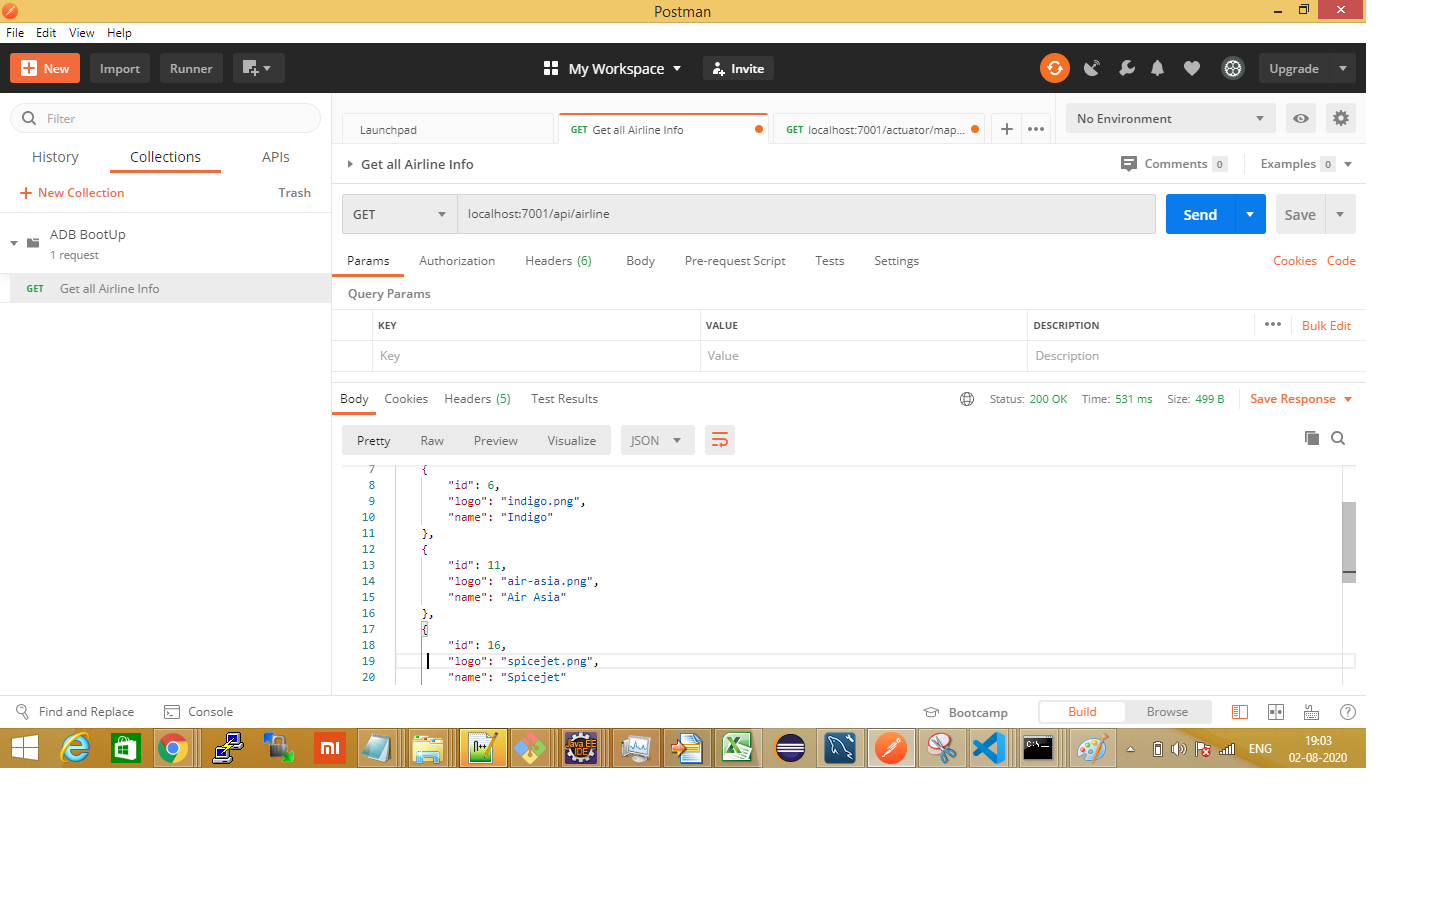 Postman
File Edit View Help
New Import Runner My Workspace Invite Upgrade
Filter
History Collections APIs
New Collection Trash
ADB BootUp
1 request
GET Get all Airline Info
Launchpad GET Get all Airline Info GET localhost:7001/actuator/map... No Environment
Get all Airline Info Comments 0 Examples 0
GET localhost:7001/api/airline Send Save
Params Authorization Headers (6) Body Pre-request Script Tests Settings Cookies Code
Query Params
KEY VALUE DESCRIPTION Bulk Edit
Key Value Description
Body Cookies Headers (5) Test Results Status: 200 OK Time: 531 ms Size: 499 B Save Response
Pretty Raw Preview Visualize JSON
7 {
8 "id": 6,
9 "logo": "indigo.png",
10 "name": "Indigo"
11 },
12 {
13 "id": 11,
14 "logo": "air-asia.png",
15 "name": "Air Asia"
16 },
17 {
18 "id": 16,
19 "logo": "spicejet.png",
20 "name": "Spicejet"
Find and Replace Console Bootcamp Build Browse
mi Java EE IDE ENG 19:03
02-08-2020